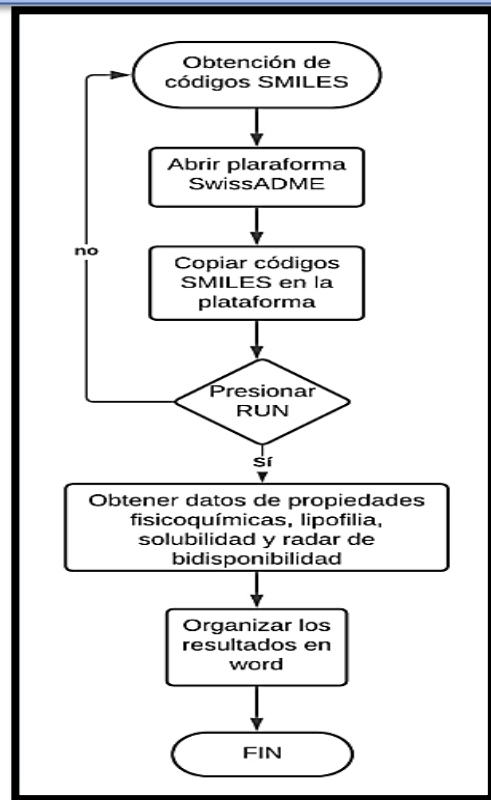 Obtención de
códigos SMILES
Abrir plaraforma
SwissADME
no
Copiar códigos
SMILES en la
plataforma
Presionar
RUN
Sí
Obtener datos de propiedades
fisicoquímicas, lipofilia,
solubilidad y radar de
bidisponibilidad
Organizar los
resultados en
word
FIN